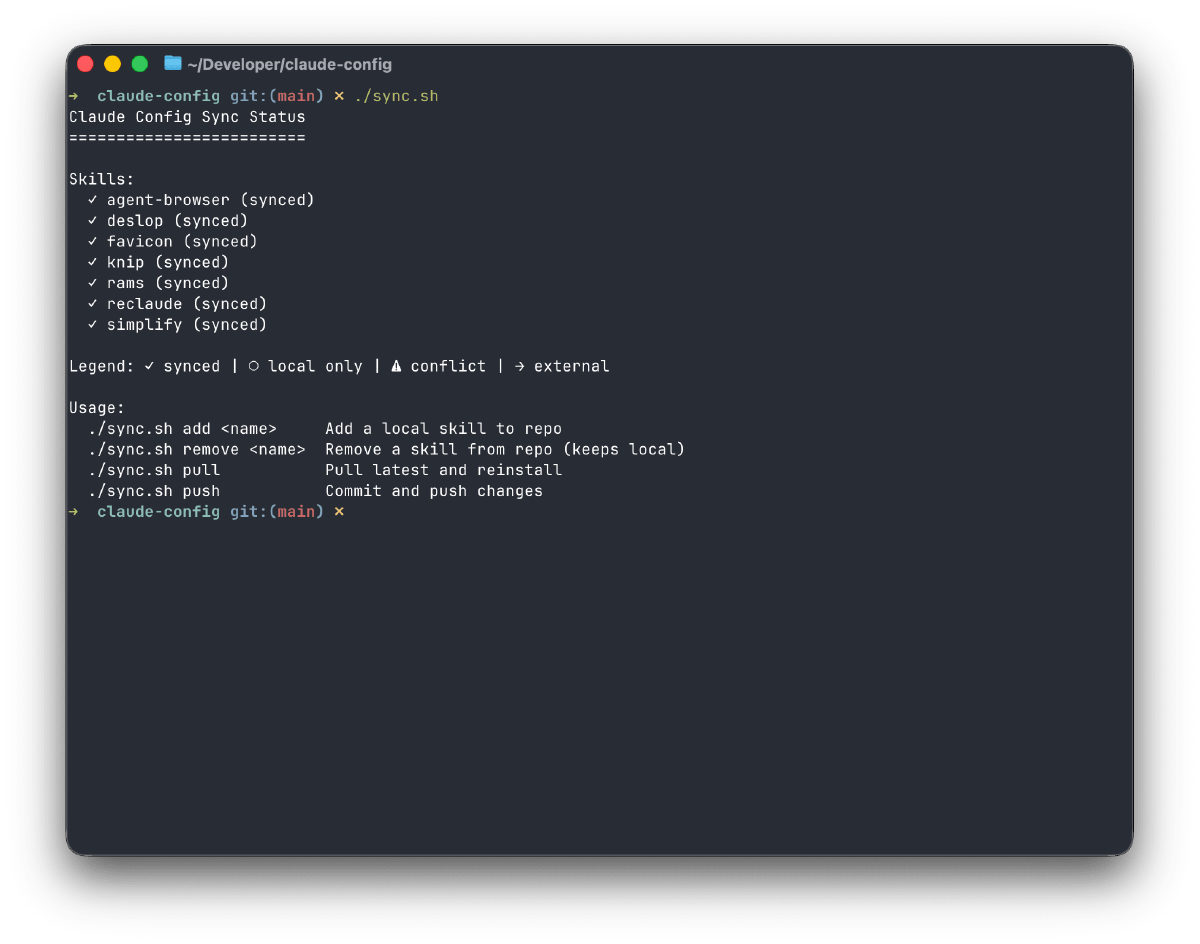 ~/Developer/claude-config
→ claude-config git:(main) ✗ ./sync.sh
Claude Config Sync Status
=========================

Skills:
  ✓ agent-browser (synced)
  ✓ deslop (synced)
  ✓ favicon (synced)
  ✓ knip (synced)
  ✓ rams (synced)
  ✓ reclaude (synced)
  ✓ simplify (synced)

Legend: ✓ synced | ○ local only | ⚠ conflict | → external

Usage:
  ./sync.sh add <name>     Add a local skill to repo
  ./sync.sh remove <name>  Remove a skill from repo (keeps local)
  ./sync.sh pull           Pull latest and reinstall
  ./sync.sh push           Commit and push changes
→ claude-config git:(main) ✗